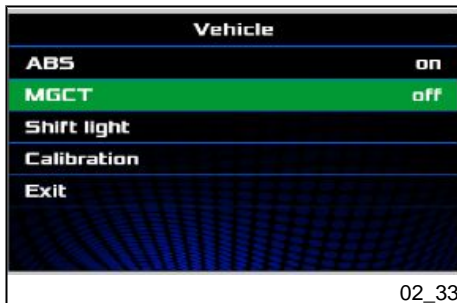 Vehicle
ABS on
MGCT off
Shift light
Calibration
Exit
02_33